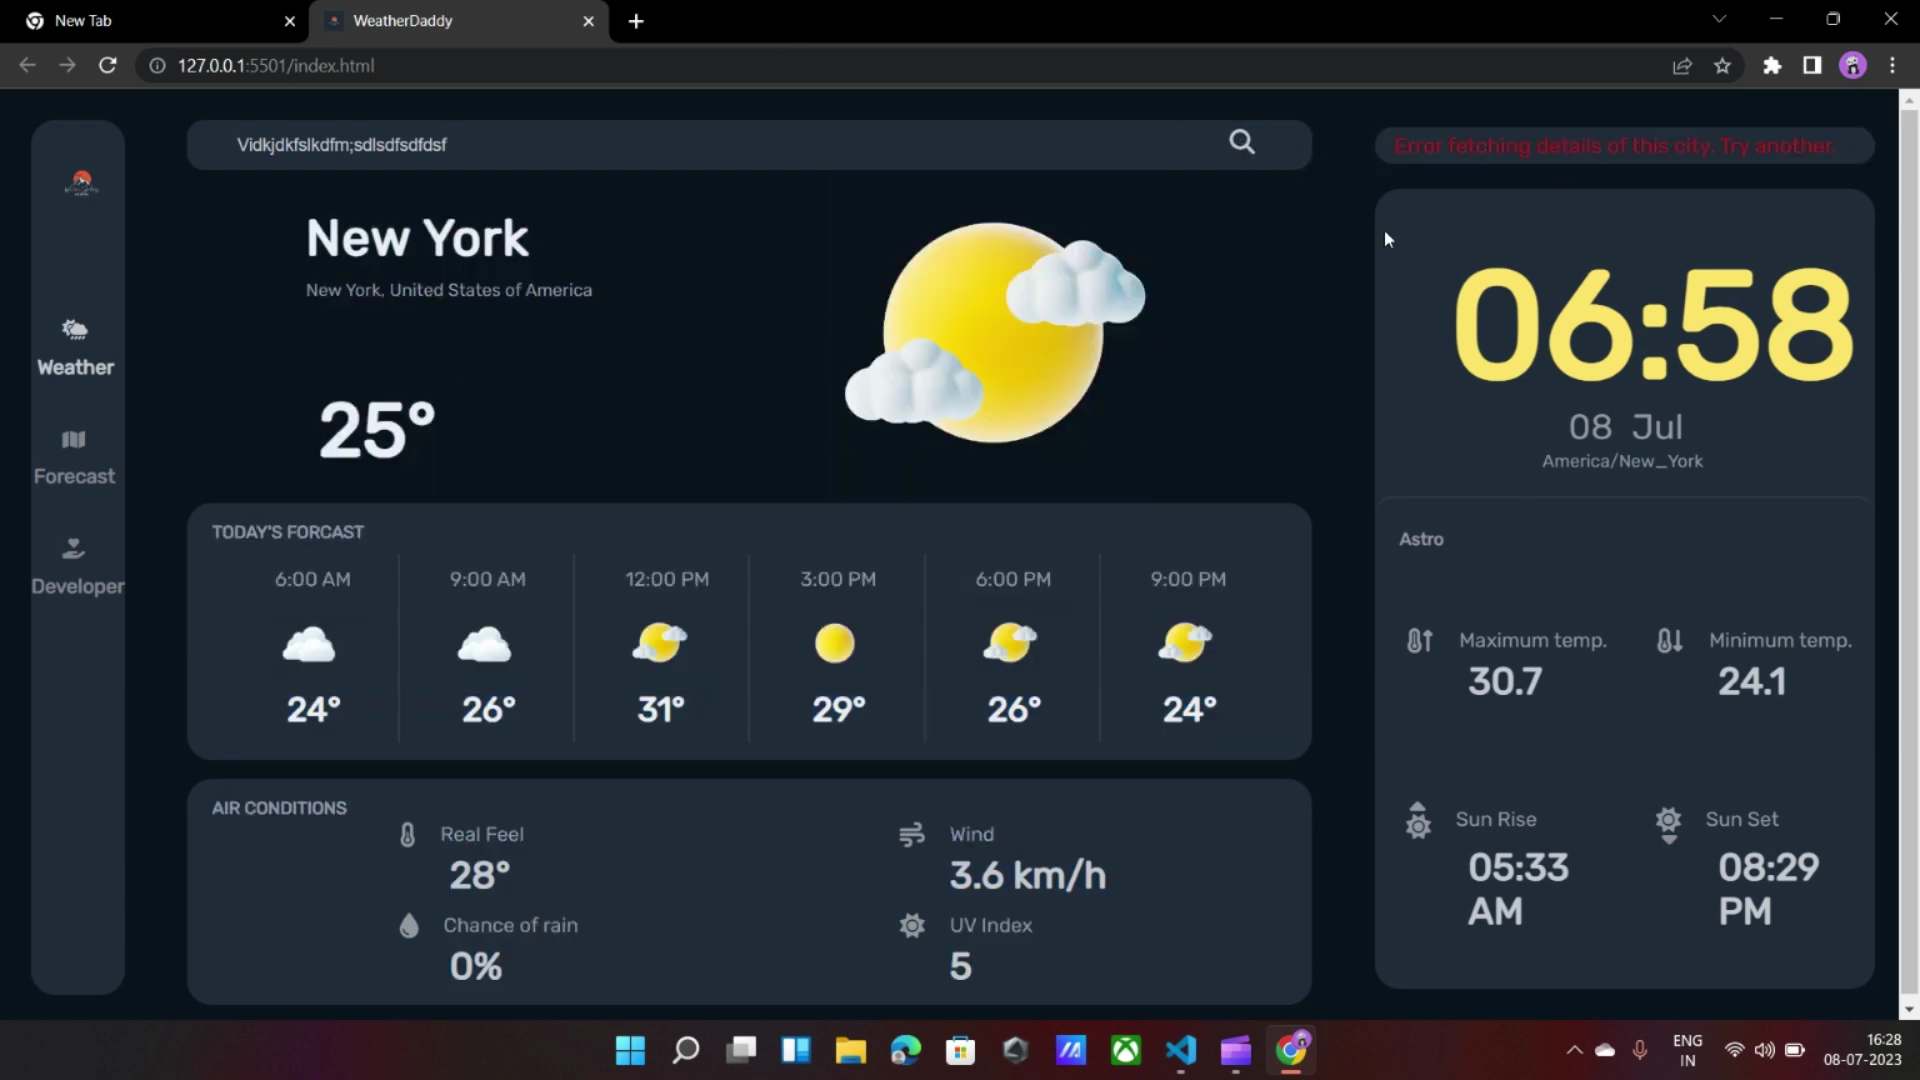 New Tab
WeatherDaddy
127.0.0.1:5501/index.html
Vidkjdkfslkdfm;sdlsdfsdfdsf
Error fetching details of this city. Try another.
Weather
Forecast
Developer
New York
New York, United States of America
25°
06:58
08 Jul
America/New_York
TODAY'S FORCAST
6:00 AM 9:00 AM 12:00 PM 3:00 PM 6:00 PM 9:00 PM
24° 26° 31° 29° 26° 24°
AIR CONDITIONS
Real Feel
28°
Wind
3.6 km/h
Chance of rain
0%
UV Index
5
Astro
Maximum temp.
30.7
Minimum temp.
24.1
Sun Rise
05:33
AM
Sun Set
08:29
PM
ENG
IN
16:28
08-07-2023